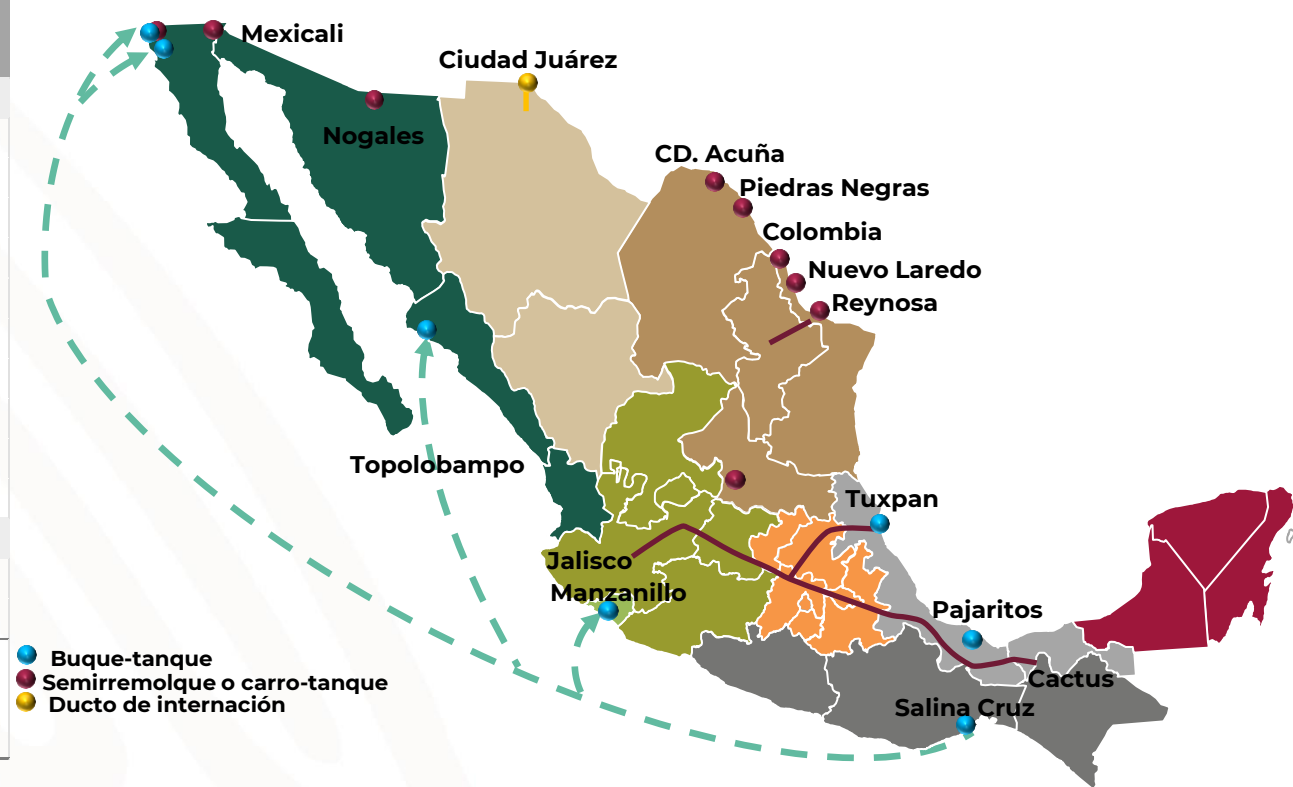 Mexicali
Ciudad Juárez
Nogales
CD. Acuña
Piedras Negras
Colombia
Nuevo Laredo
Reynosa
Topolobampo
Tuxpan
Jalisco
Manzanillo
Pajaritos
Cactus
Salina Cruz
Buque-tanque
Semirremolque o carro-tanque
Ducto de internación